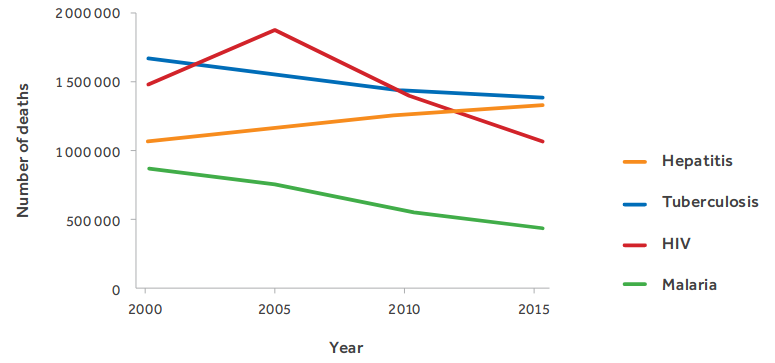 2 000 000
1 500 000
1 000 000
500 000
0
Number of deaths
2000
2005
2010
2015
Year
Hepatitis
Tuberculosis
HIV
Malaria